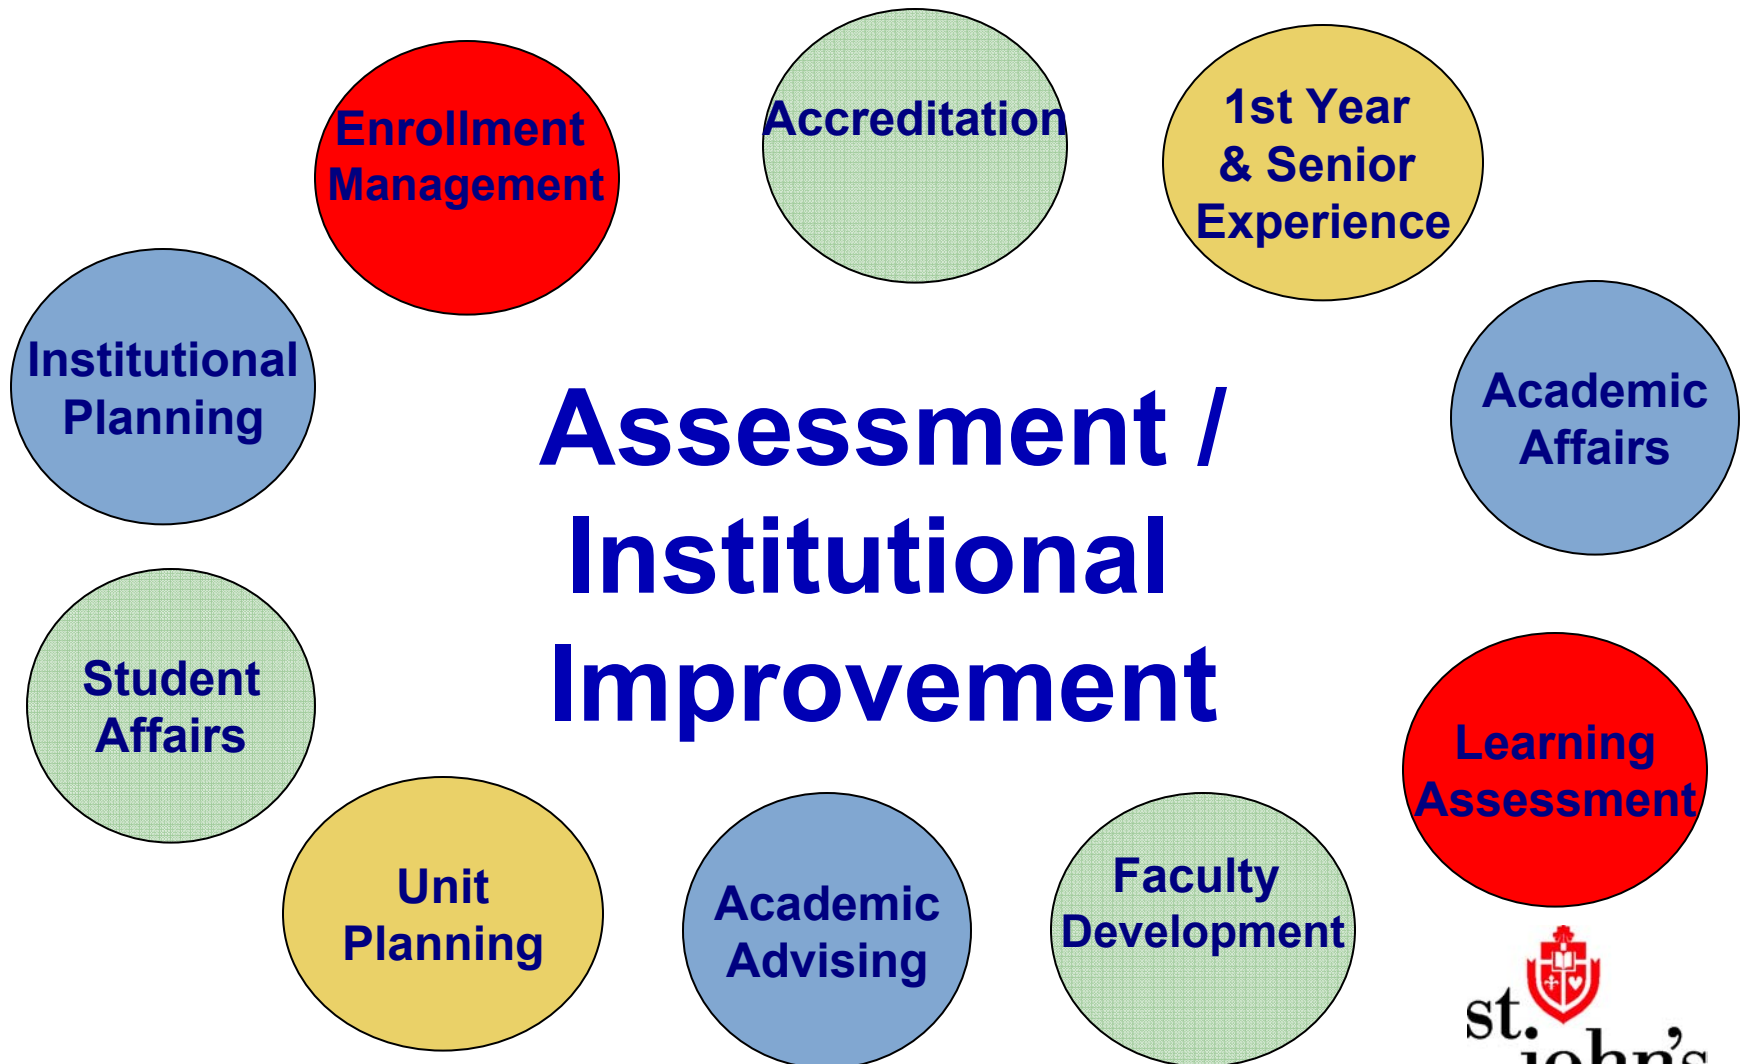 Enrollment
Management
Accreditation
1st Year
& Senior
Experience
Institutional
Planning
Academic
Affairs
Assessment /
Institutional
Improvement
Student
Affairs
Learning
Assessment
Unit
Planning
Academic
Advising
Faculty
Development
st.
john's